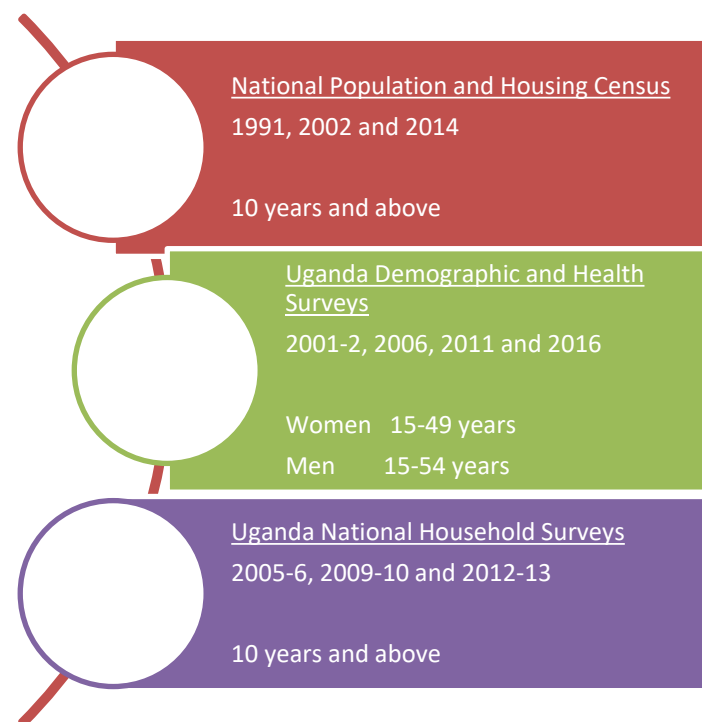 National Population and Housing Census
1991, 2002 and 2014
10 years and above
Uganda Demographic and Health
Surveys
2001-2, 2006, 2011 and 2016
Women 15-49 years
Men 15-54 years
Uganda National Household Surveys
2005-6, 2009-10 and 2012-13
10 years and above